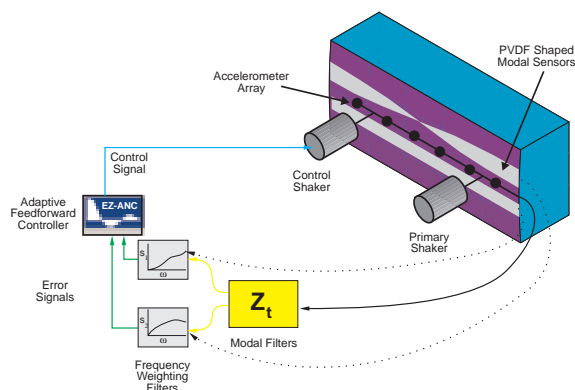 PVDF Shaped
Modal Sensors
Accelerometer
Array
Control
Signal
Control
Shaker
Adaptive
Feedforward
Controller
EZ-ANC
Primary
Shaker
Error
Signals
S
ω
Z t
S
ω
Modal Filters
Frequency
Weighting
Filters